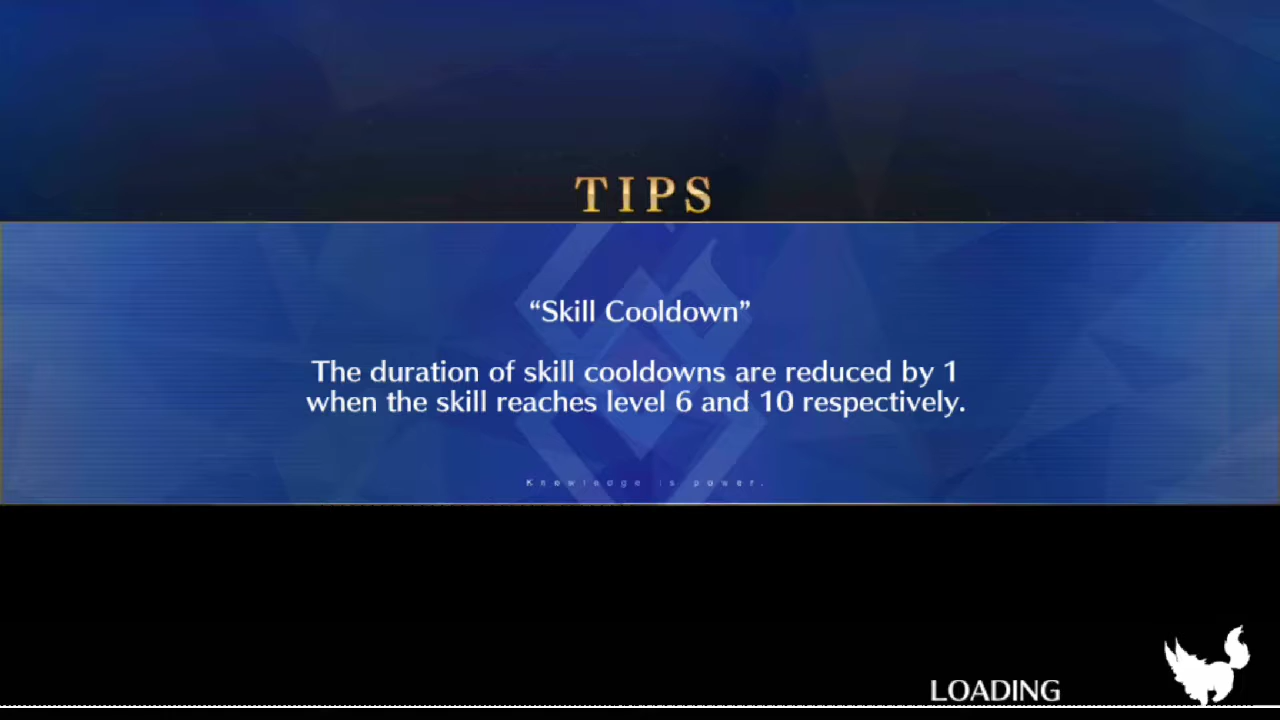 TIPS
“Skill Cooldown”
The duration of skill cooldowns are reduced by 1
when the skill reaches level 6 and 10 respectively.
Knowledge is power.
LOADING